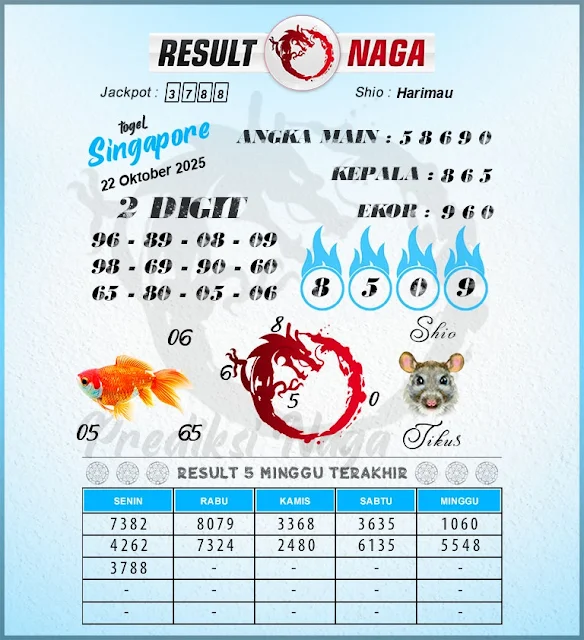 RESULT NAGA
Jackpot : 3788
Shio : Harimau
togel
Singapore
22 Oktober 2025
ANGKA MAIN : 5 8 6 9 0
KEPALA : 8 6 5
EKOR : 9 6 0
2 DIGIT
96 - 89 - 08 - 09
98 - 69 - 90 - 60
65 - 80 - 05 - 06
8 5 0 9
06
8
6
5
0
05
65
Shio
Tikus
Prediksi Naga
RESULT 5 MINGGU TERAKHIR
SENIN RABU KAMIS SABTU MINGGU
7382 8079 3368 3635 1060
4262 7324 2480 6135 5548
3788 - - - -
- - - - -
- - - - -